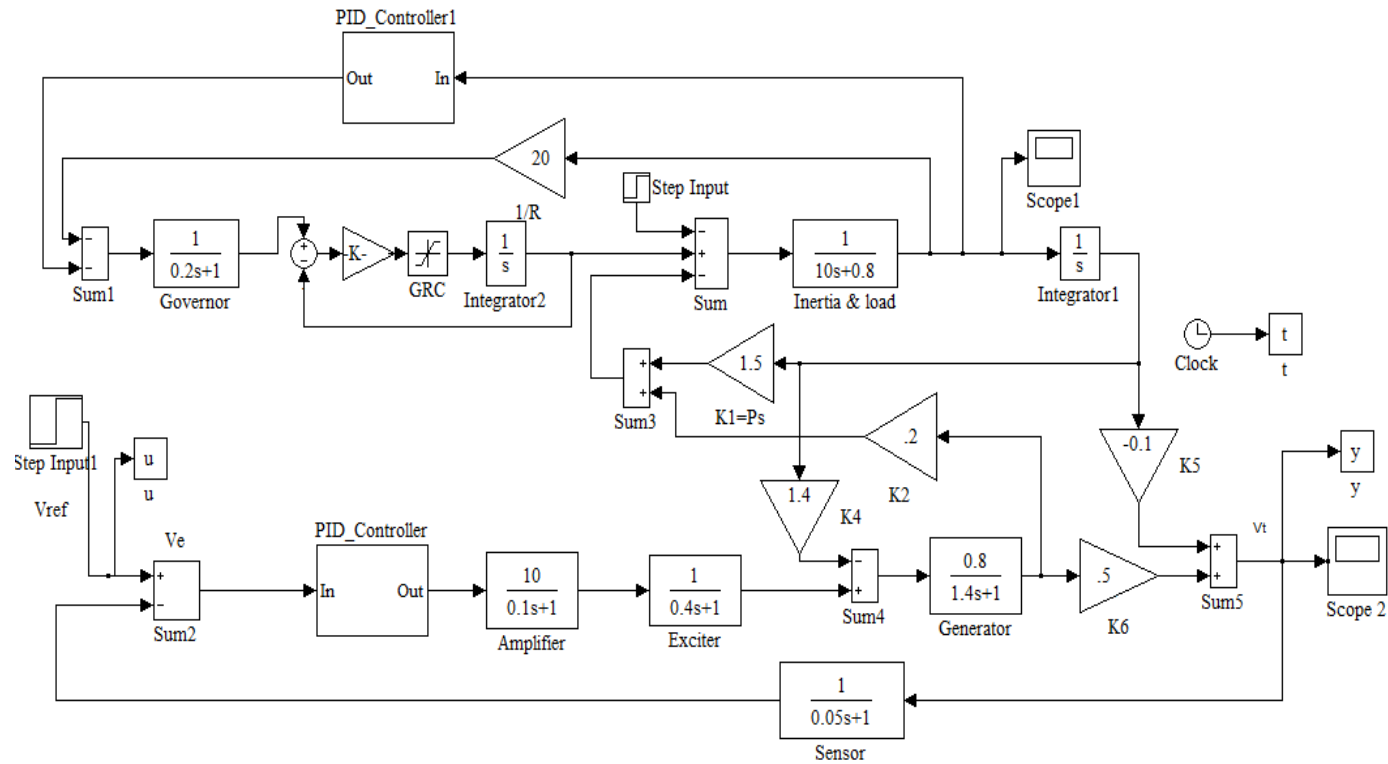 PID_Controller1
Out In
20
Step Input
Scope1
1/R
-
-
Sum1
1
0.2s+1
Governor
+
-
-K-
GRC
1
s
Integrator2
-
+
-
Sum
1
10s+0.8
Inertia & load
1
s
Integrator1
Clock
t
t
+
+
Sum3
1.5
K1=Ps
.2
K2
1.4
K4
-0.1
K5
Step Input1
Vref
u
u
Ve
+
-
Sum2
PID_Controller
In Out
10
0.1s+1
Amplifier
1
0.4s+1
Exciter
-
+
Sum4
0.8
1.4s+1
Generator
.5
K6
+
+
Sum5
Vt
y
y
Scope 2
1
0.05s+1
Sensor